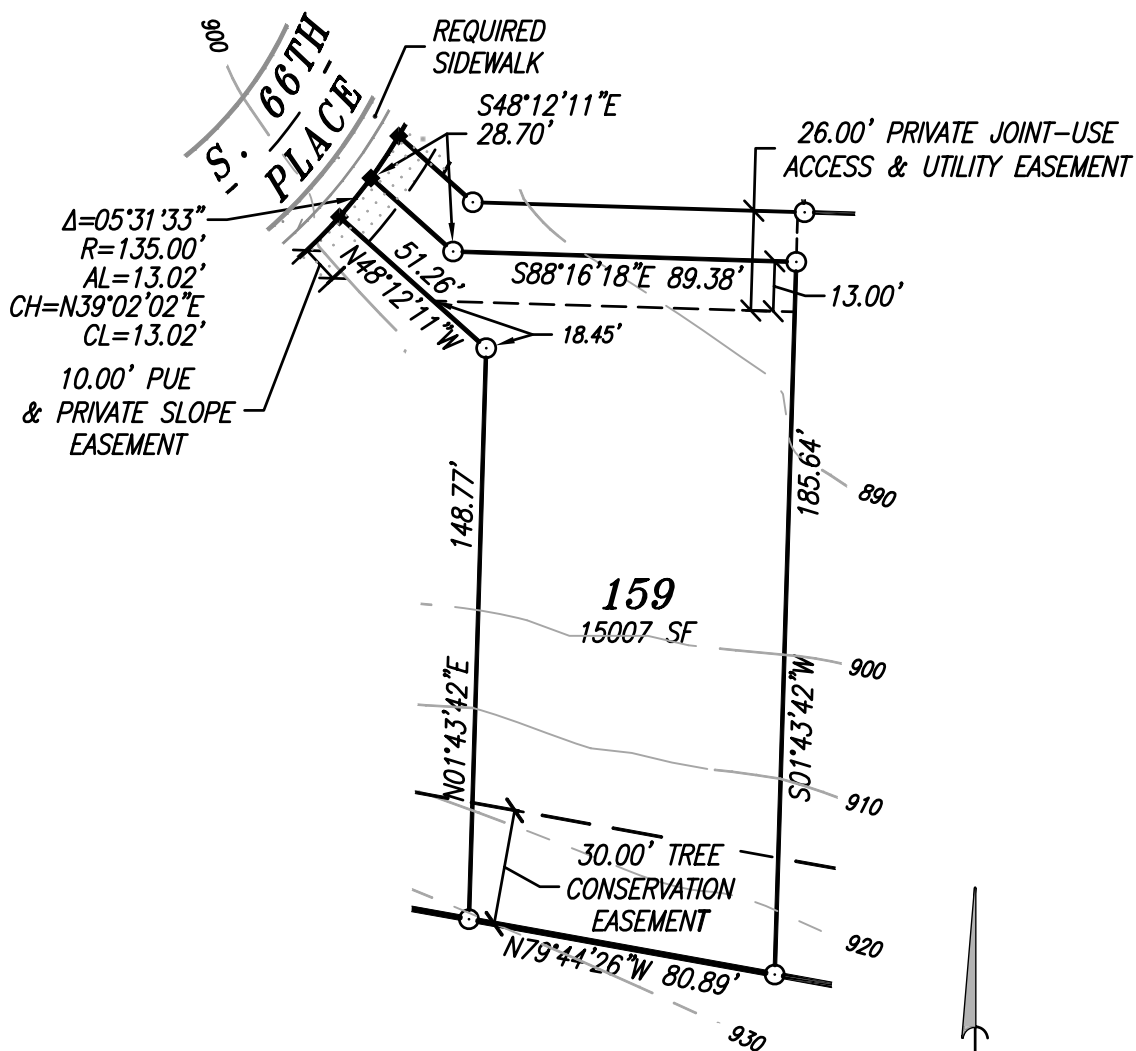 900
S. 66TH
PLACE
REQUIRED
SIDEWALK
S48°12'11"E
28.70'
26.00' PRIVATE JOINT-USE
ACCESS & UTILITY EASEMENT
Δ=05°31'33"
R=135.00'
AL=13.02'
CH=N39°02'02"E
CL=13.02'
51.26'
N48°12'11"W
S88°16'18"E 89.38'
13.00'
18.45'
10.00' PUE
& PRIVATE SLOPE
EASEMENT
148.77'
N01°43'42"E
185.64'
S01°43'42"W
890
159
15007 SF
900
910
30.00' TREE
CONSERVATION
EASEMENT
920
N79°44'26"W 80.89'
930